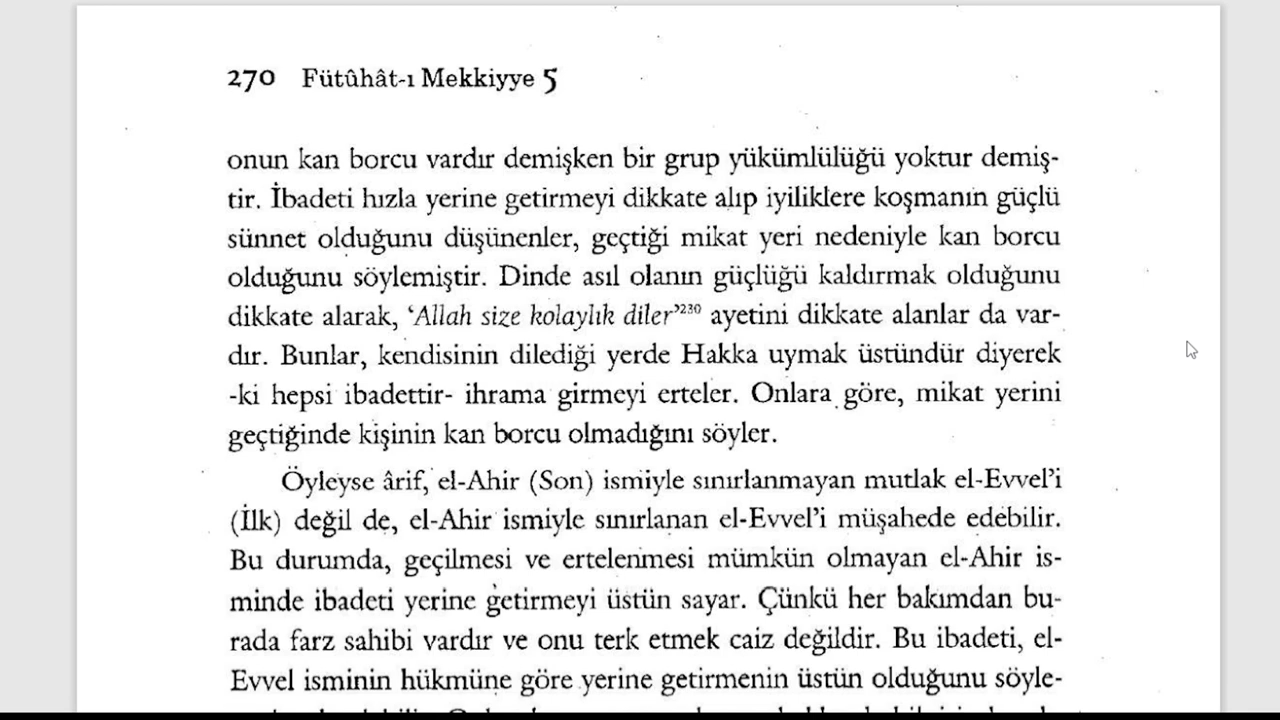 270 Fütûhât-ı Mekkiyye 5
onun kan borcu vardır demişken bir grup yükümlülüğü yoktur demiş-
tir. İbadeti hızla yerine getirmeyi dikkate alıp iyiliklere koşmanın güçlü
sünnet olduğunu düşünenler, geçtiği mikat yeri nedeniyle kan borcu
olduğunu söylemiştir. Dinde asıl olanın güçlüğü kaldırmak olduğunu
dikkate alarak, ‘Allah size kolaylık diler’²³⁰ ayetini dikkate alanlar da var-
dır. Bunlar, kendisinin dilediği yerde Hakka uymak üstündür diyerek
-ki hepsi ibadettir- ihrama girmeyi erteler. Onlara göre, mikat yerini
geçtiğinde kişinin kan borcu olmadığını söyler.
Öyleyse ârif, el-Ahir (Son) ismiyle sınırlanmayan mutlak el-Evvel’i
(İlk) değil de, el-Ahir ismiyle sınırlanan el-Evvel’i müşahede edebilir.
Bu durumda, geçilmesi ve ertelenmesi mümkün olmayan el-Ahir is-
minde ibadeti yerine getirmeyi üstün sayar. Çünkü her bakımdan bu-
rada farz sahibi vardır ve onu terk etmek caiz değildir. Bu ibadeti, el-
Evvel isminin hükmüne göre yerine getirmenin üstün olduğunu söyle-